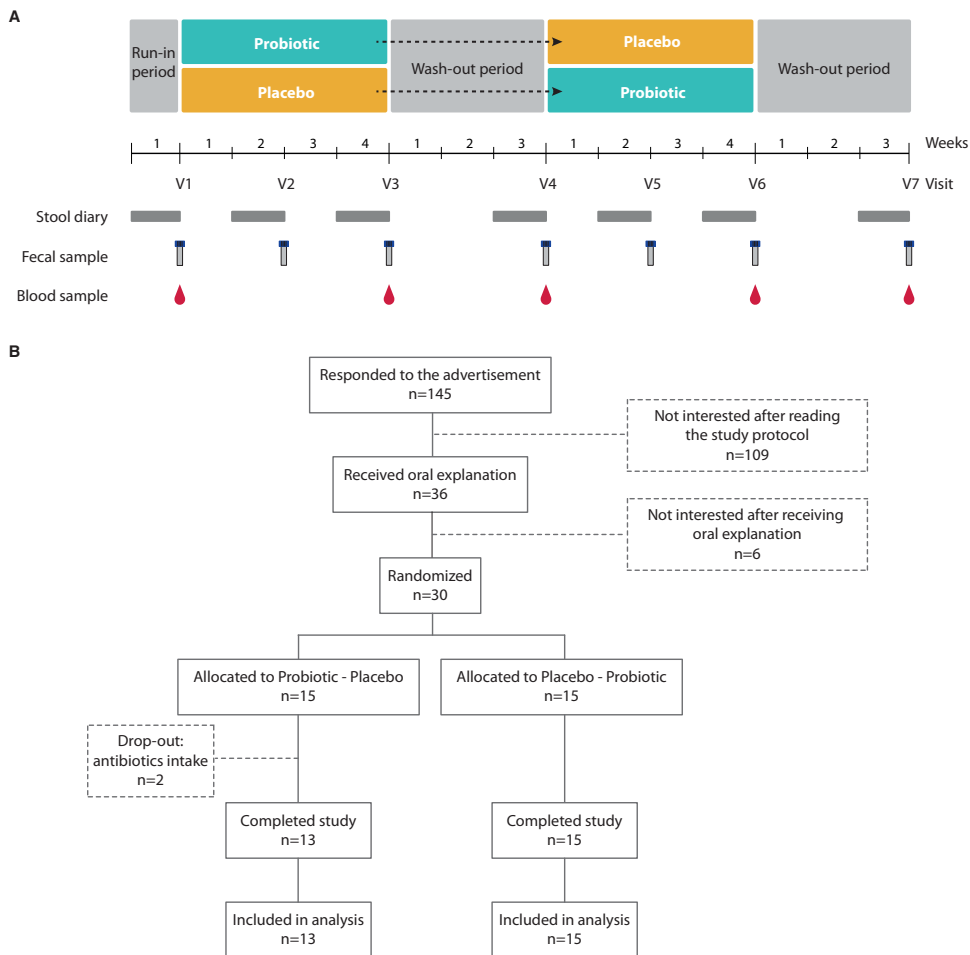 A
Run-in
period
Probiotic
Placebo
Wash-out period
Placebo
Probiotic
Wash-out period
1 1 2 3 4 1 2 3 1 2 3 4 1 2 3 Weeks
V1 V2 V3 V4 V5 V6 V7 Visit
Stool diary
Fecal sample
Blood sample
B
Responded to the advertisement
n=145
Not interested after reading
the study protocol
n=109
Received oral explanation
n=36
Not interested after receiving
oral explanation
n=6
Randomized
n=30
Allocated to Probiotic - Placebo
n=15
Allocated to Placebo - Probiotic
n=15
Drop-out:
antibiotics intake
n=2
Completed study
n=13
Completed study
n=15
Included in analysis
n=13
Included in analysis
n=15